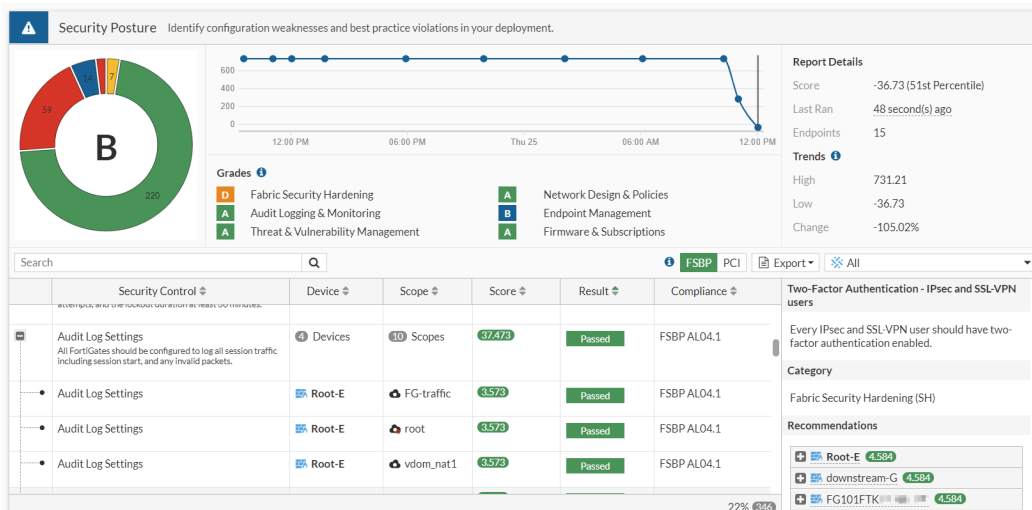 Security Posture Identify configuration weaknesses and best practice violations in your deployment.
7
14
59
220
B
600
400
200
0
12:00 PM 06:00 PM Thu 25 06:00 AM 12:00 PM
Grades
D Fabric Security Hardening
A Audit Logging & Monitoring
A Threat & Vulnerability Management
A Network Design & Policies
B Endpoint Management
A Firmware & Subscriptions
Report Details
Score -36.73 (51st Percentile)
Last Ran 48 second(s) ago
Endpoints 15
Trends
High 731.21
Low -36.73
Change -105.02%
Search
FSBP PCI Export All
Security Control Device Scope Score Result Compliance
attempts, and the lockout duration at least 30 minutes.
Audit Log Settings 4 Devices 10 Scopes 37.473 Passed FSBP AL04.1
All FortiGates should be configured to log all session traffic
including session start, and any invalid packets.
Audit Log Settings Root-E FG-traffic 3.573 Passed FSBP AL04.1
Audit Log Settings Root-E root 3.573 Passed FSBP AL04.1
Audit Log Settings Root-E vdom_nat1 3.573 Passed FSBP AL04.1
22% 346
Two-Factor Authentication - IPsec and SSL-VPN
users
Every IPsec and SSL-VPN user should have two-
factor authentication enabled.
Category
Fabric Security Hardening (SH)
Recommendations
Root-E 4.584
downstream-G 4.584
FG101FTK 4.584